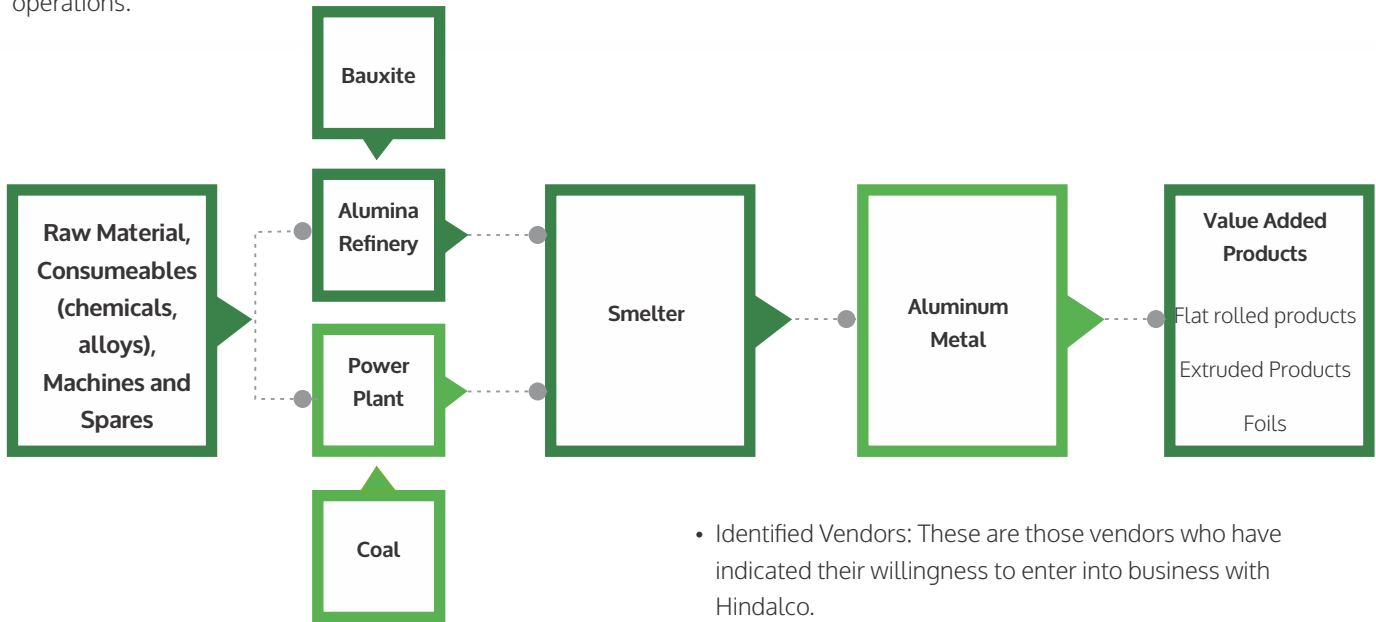 operations.
Bauxite
Raw Material,
Consumeables
(chemicals,
alloys),
Machines and
Spares
Alumina
Refinery
Power
Plant
Coal
Smelter
Aluminum
Metal
Value Added
Products
Flat rolled products
Extruded Products
Foils
• Identified Vendors: These are those vendors who have
indicated their willingness to enter into business with
Hindalco.